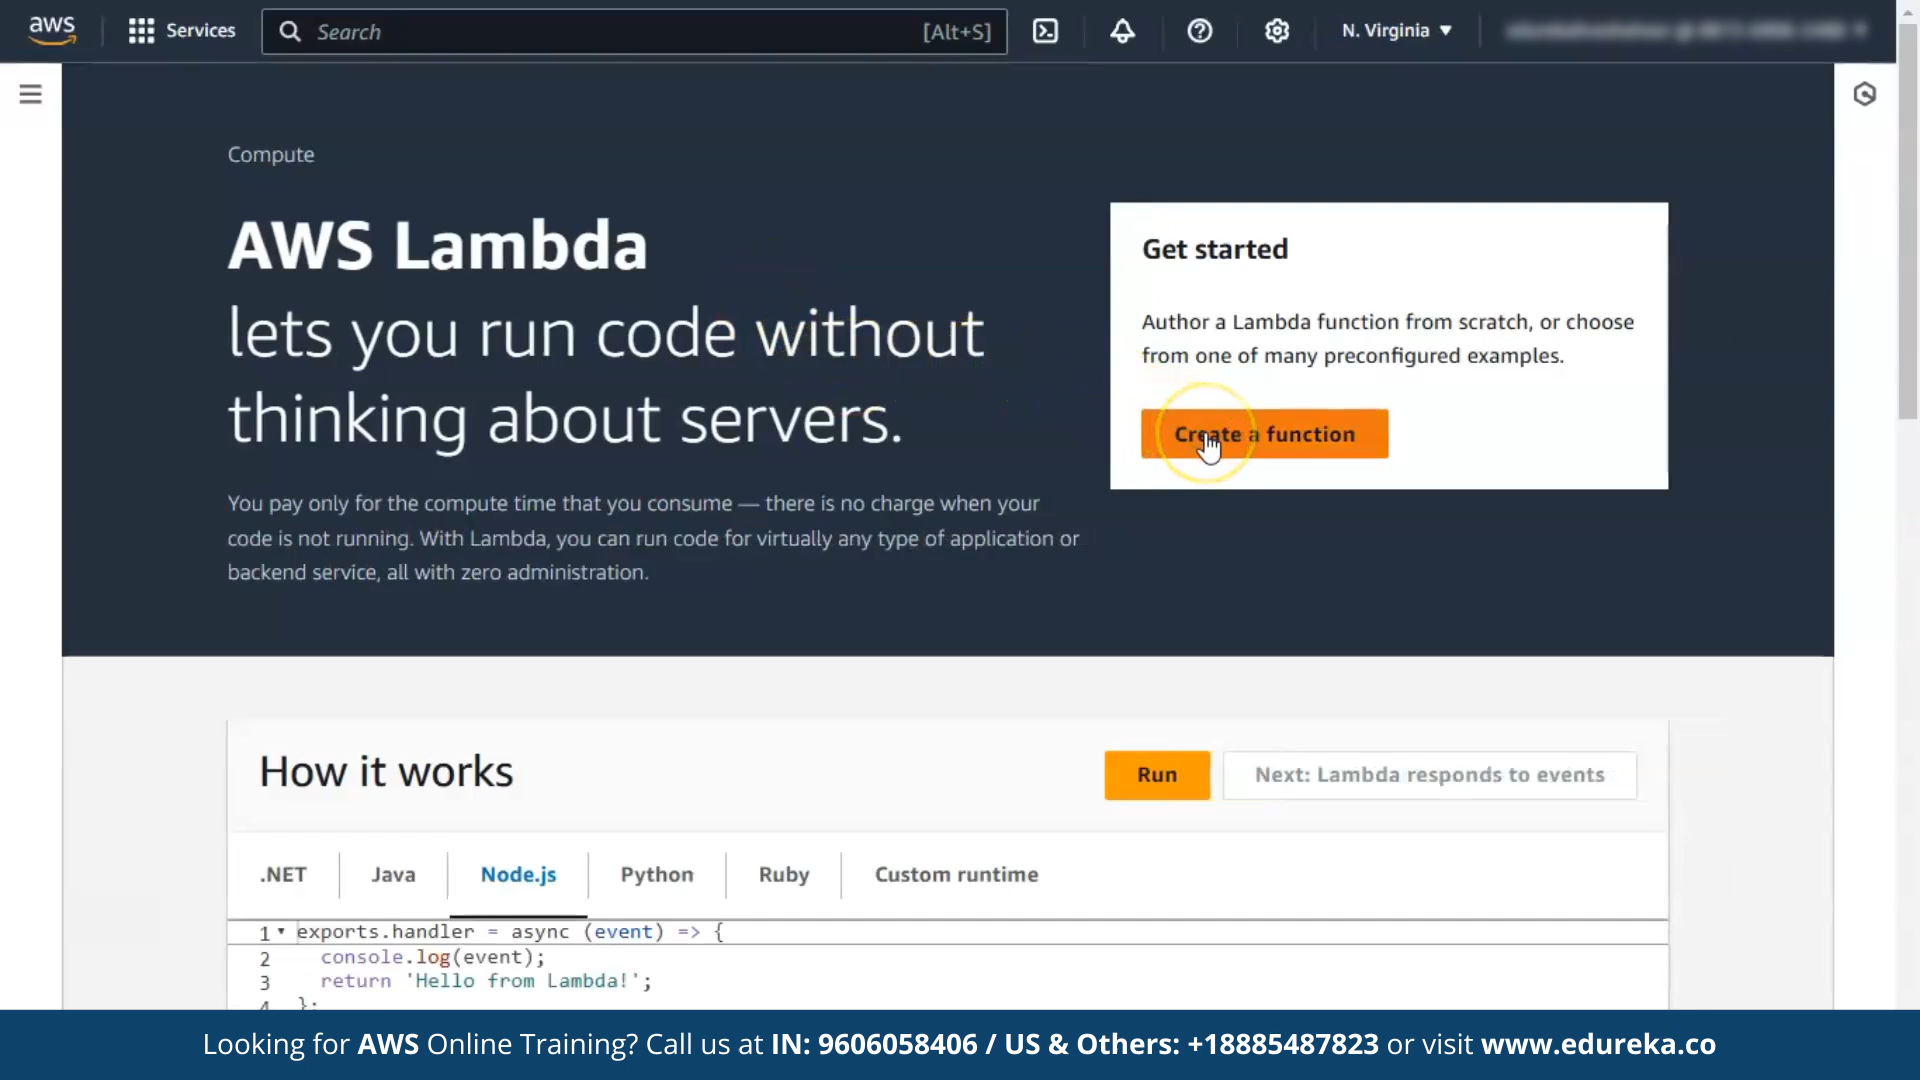 aws
Services
Search
[Alt+S]
N. Virginia
Compute
AWS Lambda
lets you run code without
thinking about servers.
You pay only for the compute time that you consume — there is no charge when your
code is not running. With Lambda, you can run code for virtually any type of application or
backend service, all with zero administration.
Get started
Author a Lambda function from scratch, or choose
from one of many preconfigured examples.
Create a function
How it works
Run
Next: Lambda responds to events
.NET
Java
Node.js
Python
Ruby
Custom runtime
1 exports.handler = async (event) => {
2 console.log(event);
3 return 'Hello from Lambda!';
4 };
Looking for AWS Online Training? Call us at IN: 9606058406 / US & Others: +18885487823 or visit www.edureka.co